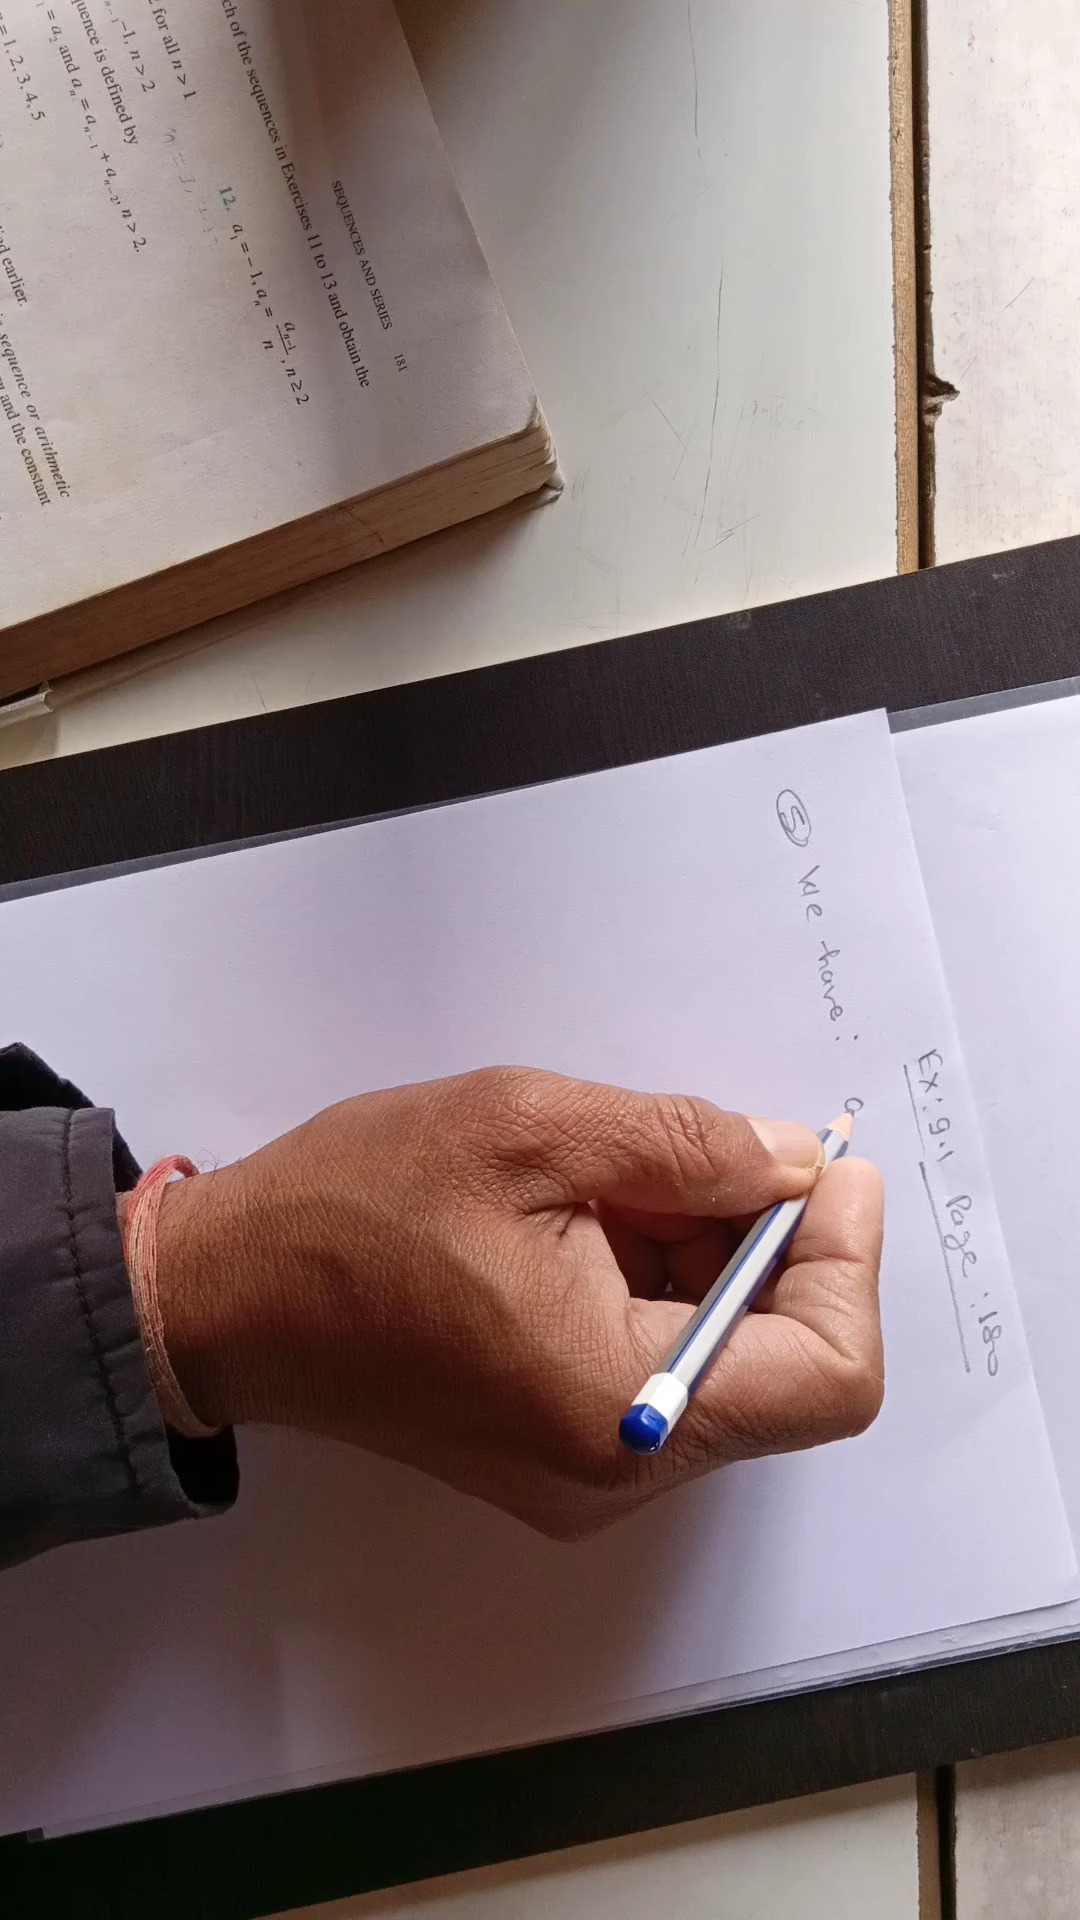 SEQUENCES AND SERIES 181
ch of the sequences in Exercises 11 to 13 and obtain the
for all n > 1
12. a₁ = – 1, aₙ = aₙ₋₁/n, n ≥ 2
ₙ₋₁ –1, n > 2
uence is defined by
= a₂ and aₙ = aₙ₋₁ + aₙ₋₂, n > 2.
= 1, 2, 3, 4, 5
earlier.
sequence or arithmetic
and the constant
Ex: 9.1 Page: 180
(5) We have: a